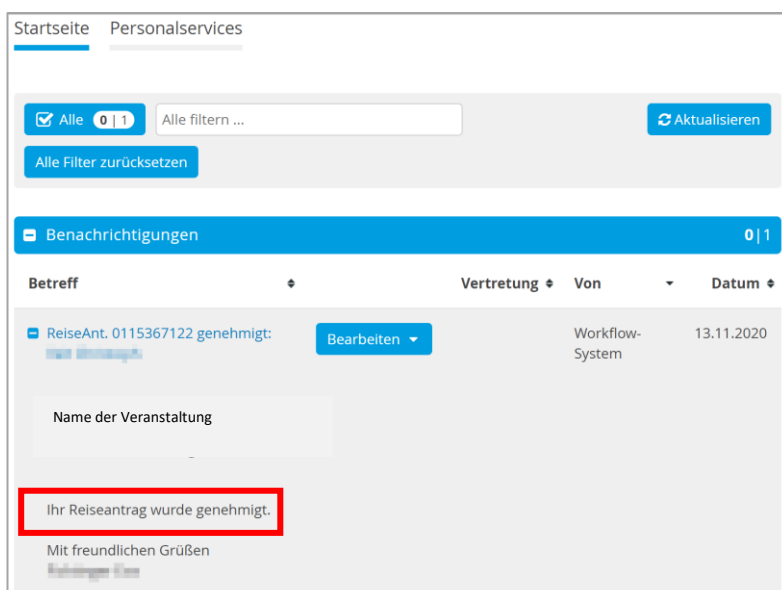 Startseite Personalservices
Alle 0 | 1 Alle filtern ... Aktualisieren
Alle Filter zurücksetzen
Benachrichtigungen 0|1
Betreff Vertretung Von Datum
ReiseAnt. 0115367122 genehmigt: Bearbeiten Workflow- 13.11.2020
System
Name der Veranstaltung
Ihr Reiseantrag wurde genehmigt.
Mit freundlichen Grüßen